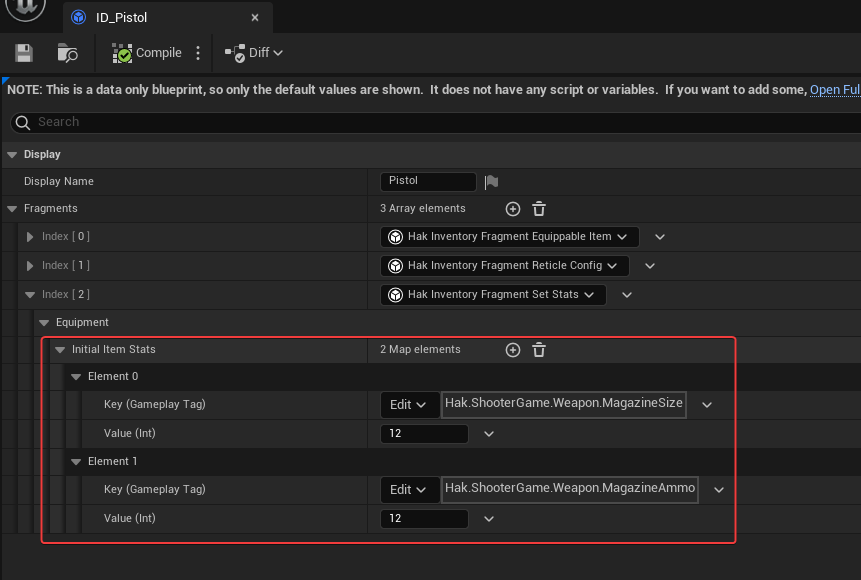 ID_Pistol
Compile
Diff
NOTE: This is a data only blueprint, so only the default values are shown. It does not have any script or variables. If you want to add some, Open Ful
Search
Display
Display Name Pistol
Fragments 3 Array elements
Index [ 0 ] Hak Inventory Fragment Equippable Item
Index [ 1 ] Hak Inventory Fragment Reticle Config
Index [ 2 ] Hak Inventory Fragment Set Stats
Equipment
Initial Item Stats 2 Map elements
Element 0
Key (Gameplay Tag) Edit Hak.ShooterGame.Weapon.MagazineSize
Value (Int) 12
Element 1
Key (Gameplay Tag) Edit Hak.ShooterGame.Weapon.MagazineAmmo
Value (Int) 12